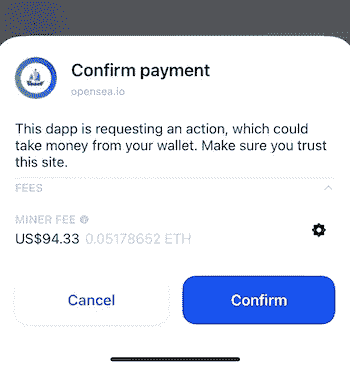 Confirm payment
opensea.io
This dapp is requesting an action, which could
take money from your wallet. Make sure you trust
this site.
FEES
MINER FEE
US$94.33 0.05178652 ETH
Cancel
Confirm